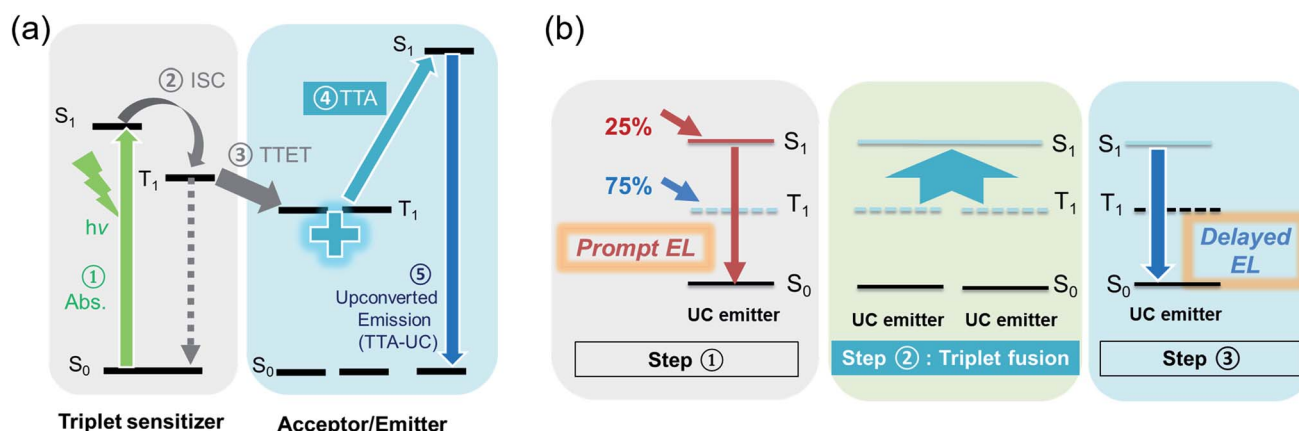 (a)
S1
② ISC
S1
④TTA
③ TTET
T1
T1
hν
①
Abs.
⑤
Upconverted
Emission
(TTA-UC)
S0
S0
Triplet sensitizer
Acceptor/Emitter
(b)
25%
S1
75%
T1
Prompt EL
S0
UC emitter
Step ①
S1
T1
S0
UC emitter
UC emitter
Step ② : Triplet fusion
S1
T1
Delayed
EL
S0
UC emitter
Step ③